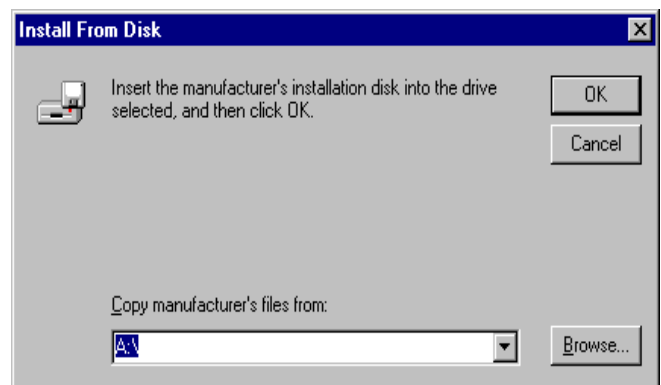 Install From Disk
Insert the manufacturer's installation disk into the drive
selected, and then click OK.
OK
Cancel
Copy manufacturer's files from:
A:\
Browse...